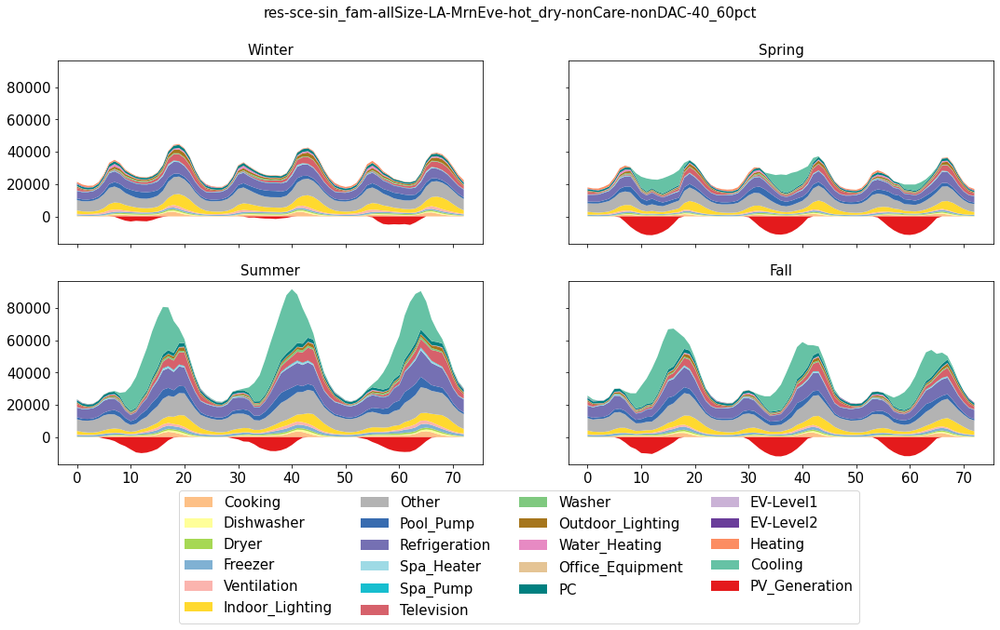 res-sce-sin_fam-allSize-LA-MrnEve-hot_dry-nonCare-nonDAC-40_60pct
Winter
Spring
80000
60000
40000
20000
0
Summer
Fall
80000
60000
40000
20000
0
0 10 20 30 40 50 60 70
0 10 20 30 40 50 60 70
Cooking
Dishwasher
Dryer
Freezer
Ventilation
Indoor_Lighting
Other
Pool_Pump
Refrigeration
Spa_Heater
Spa_Pump
Television
Washer
Outdoor_Lighting
Water_Heating
Office_Equipment
PC
EV-Level1
EV-Level2
Heating
Cooling
PV_Generation